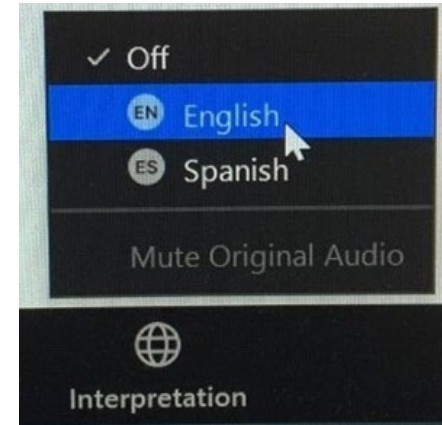 Off
EN English
ES Spanish
Mute Original Audio
Interpretation